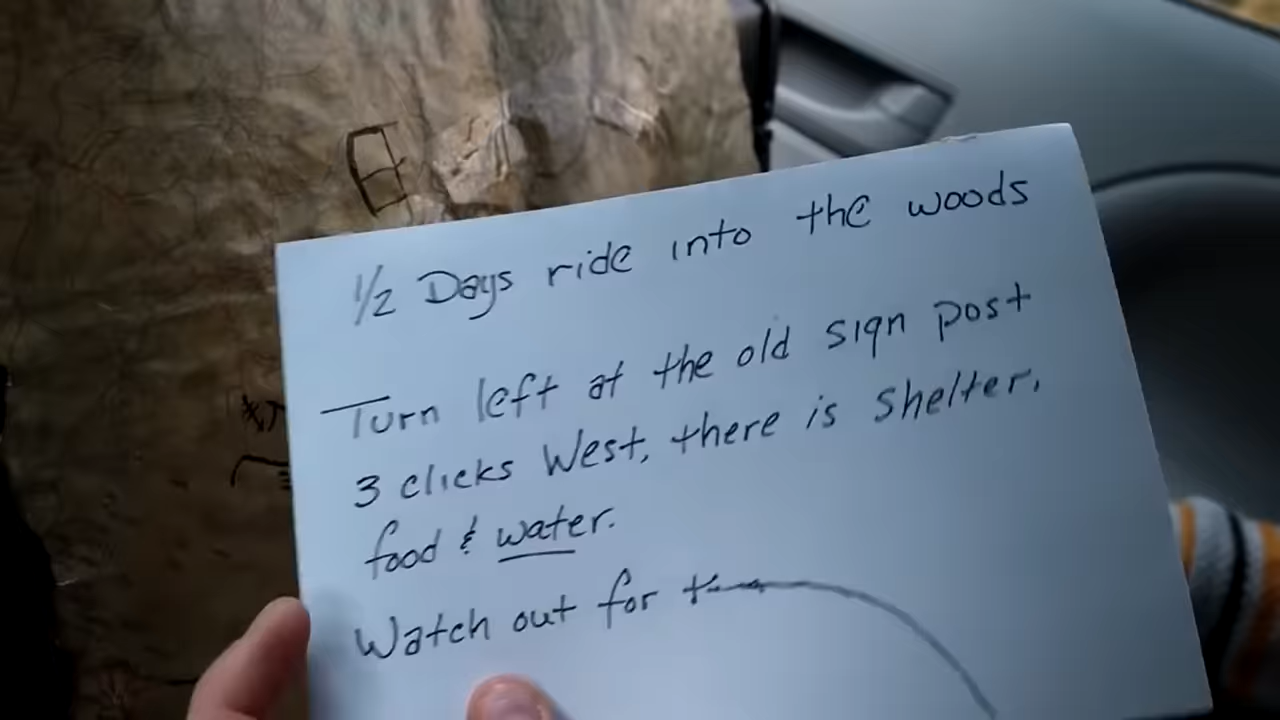 1/2 Days ride into the woods
Turn left at the old sign post
3 clicks West, there is shelter,
food & water.
Watch out for